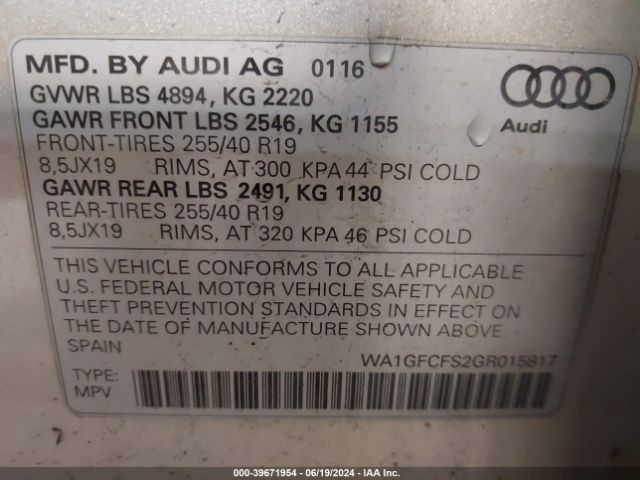 MFD. BY AUDI AG 0116
GVWR LBS 4894, KG 2220
GAWR FRONT LBS 2546, KG 1155
FRONT-TIRES 255/40 R19
8,5JX19 RIMS, AT 300 KPA 44 PSI COLD
GAWR REAR LBS 2491, KG 1130
REAR-TIRES 255/40 R19
8,5JX19 RIMS, AT 320 KPA 46 PSI COLD
Audi
THIS VEHICLE CONFORMS TO ALL APPLICABLE
U.S. FEDERAL MOTOR VEHICLE SAFETY AND
THEFT PREVENTION STANDARDS IN EFFECT ON
THE DATE OF MANUFACTURE SHOWN ABOVE.
SPAIN
WA1GFCFS2GR015817
TYPE:
MPV
000-39671954 - 06/19/2024 - IAA Inc.